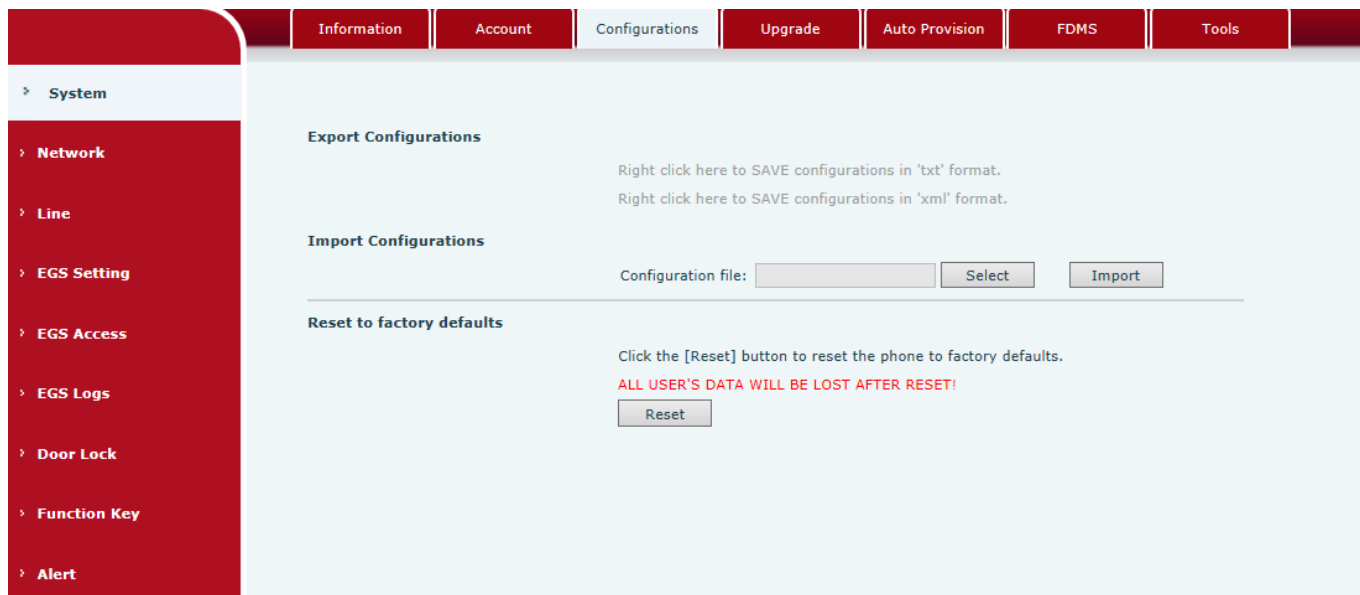 Information Account Configurations Upgrade Auto Provision FDMS Tools
System
Network
Line
EGS Setting
EGS Access
EGS Logs
Door Lock
Function Key
Alert
Export Configurations
Right click here to SAVE configurations in 'txt' format.
Right click here to SAVE configurations in 'xml' format.
Import Configurations
Configuration file: Select Import
Reset to factory defaults
Click the [Reset] button to reset the phone to factory defaults.
ALL USER'S DATA WILL BE LOST AFTER RESET!
Reset